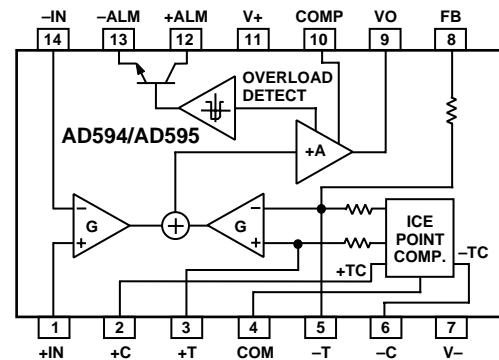 –IN –ALM +ALM V+ COMP VO FB
14 13 12 11 10 9 8
OVERLOAD
DETECT
AD594/AD595
+A
– G +
– G +
+
ICE
POINT
COMP.
+TC
–TC
1 2 3 4 5 6 7
+IN +C +T COM –T –C V–